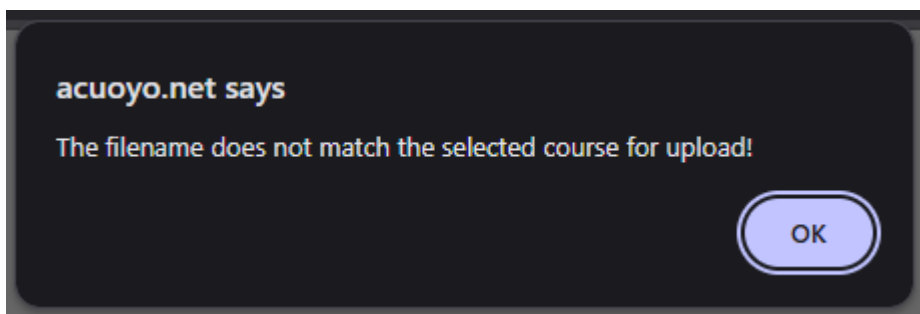 acuoyo.net says
The filename does not match the selected course for upload!
OK